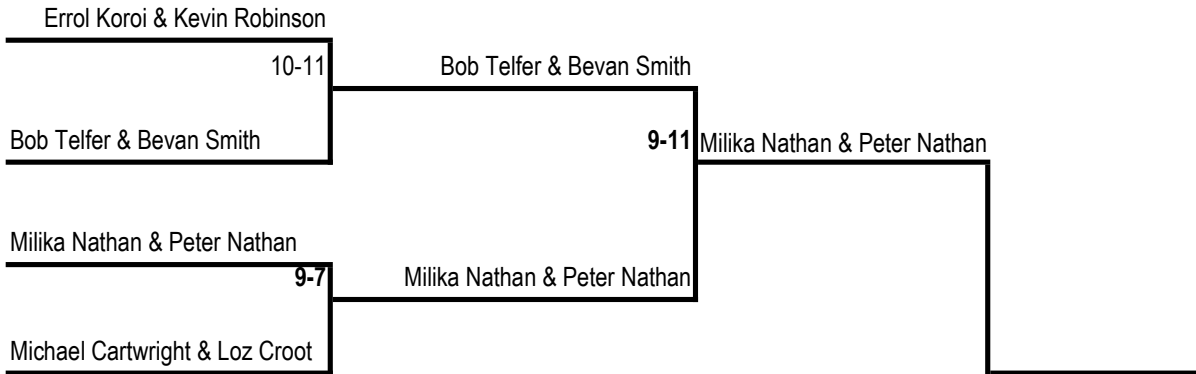 Errol Koroi & Kevin Robinson
10-11
Bob Telfer & Bevan Smith
Bob Telfer & Bevan Smith
9-11
Milika Nathan & Peter Nathan
Milika Nathan & Peter Nathan
9-7
Milika Nathan & Peter Nathan
Michael Cartwright & Loz Croot